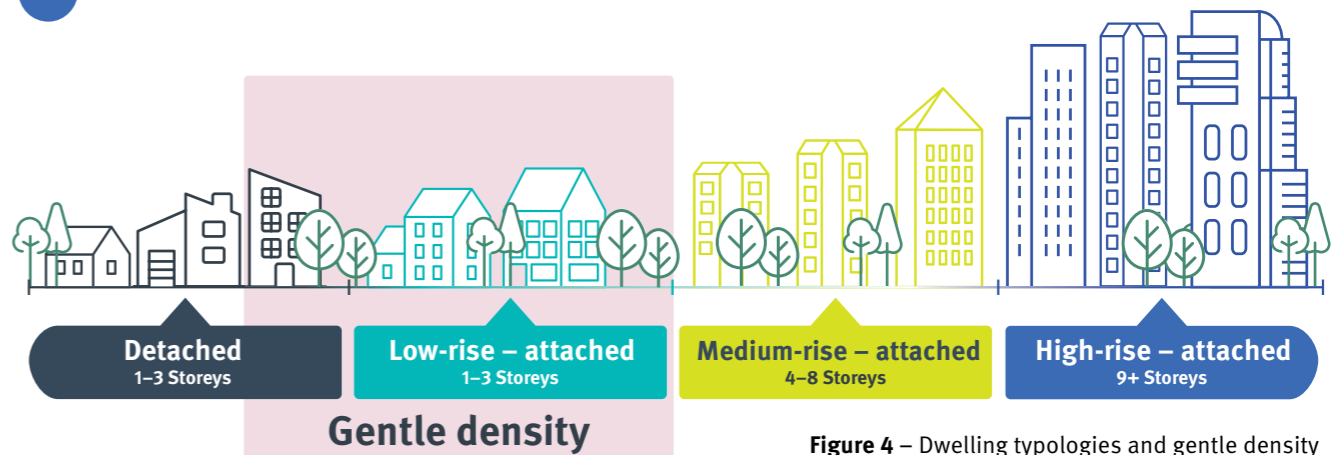 Detached
1–3 Storeys
Low-rise – attached
1–3 Storeys
Medium-rise – attached
4–8 Storeys
High-rise – attached
9+ Storeys
Gentle density
Figure 4 – Dwelling typologies and gentle density